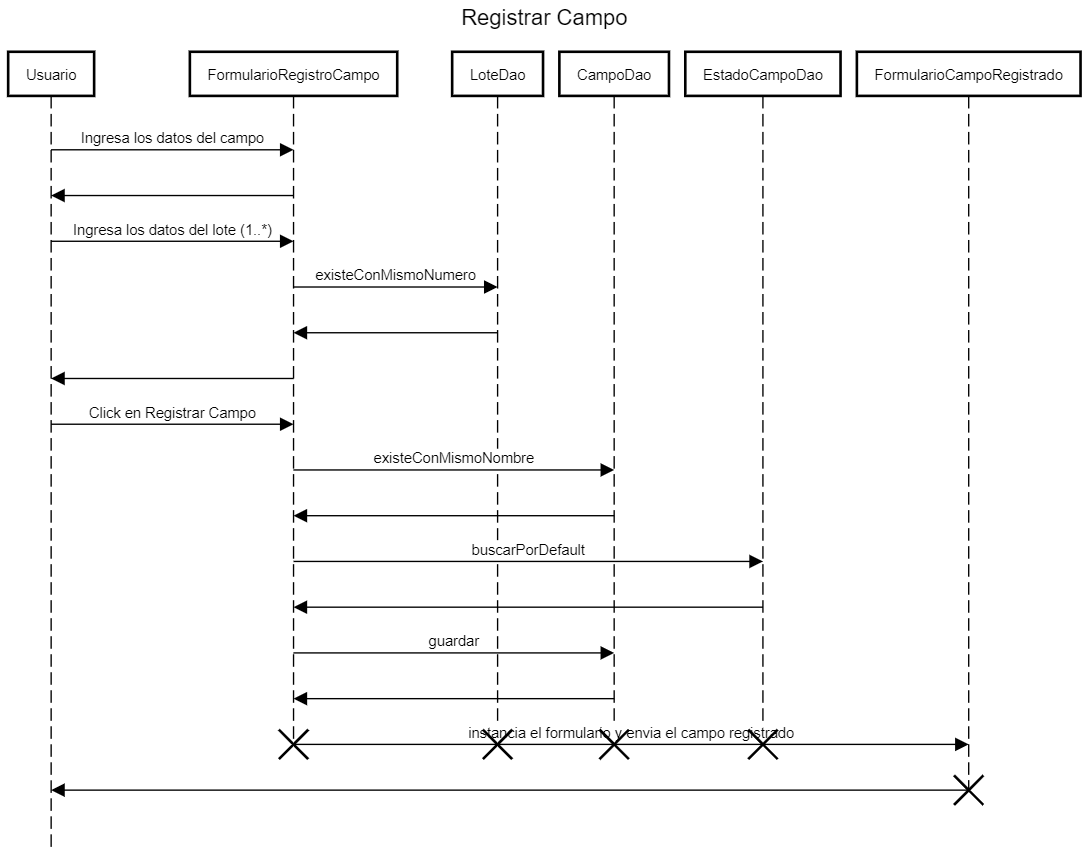 Registrar Campo
Usuario
FormularioRegistroCampo
LoteDao
CampoDao
EstadoCampoDao
FormularioCampoRegistrado
Ingresa los datos del campo
Ingresa los datos del lote (1..*)
existeConMismoNumero
Click en Registrar Campo
existeConMismoNombre
buscarPorDefault
guardar
instancia el formulario y envia el campo registrado